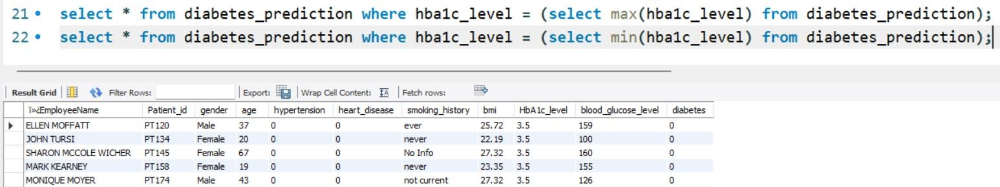 21 select * from diabetes_prediction where hba1c_level = (select max(hba1c_level) from diabetes_prediction);
22 select * from diabetes_prediction where hba1c_level = (select min(hba1c_level) from diabetes_prediction);
Result Grid Filter Rows: Export: Wrap Cell Content: Fetch rows:
ï»¿EmployeeName Patient_id gender age hypertension heart_disease smoking_history bmi HbA1c_level blood_glucose_level diabetes
ELLEN MOFFATT PT120 Male 37 0 0 ever 25.72 3.5 159 0
JOHN TURSI PT134 Female 20 0 0 never 22.19 3.5 100 0
SHARON MCCOLE WICHER PT145 Female 67 0 0 No Info 27.32 3.5 160 0
MARK KEARNEY PT158 Female 19 0 0 never 23.35 3.5 155 0
MONIQUE MOYER PT174 Male 43 0 0 not current 27.32 3.5 126 0